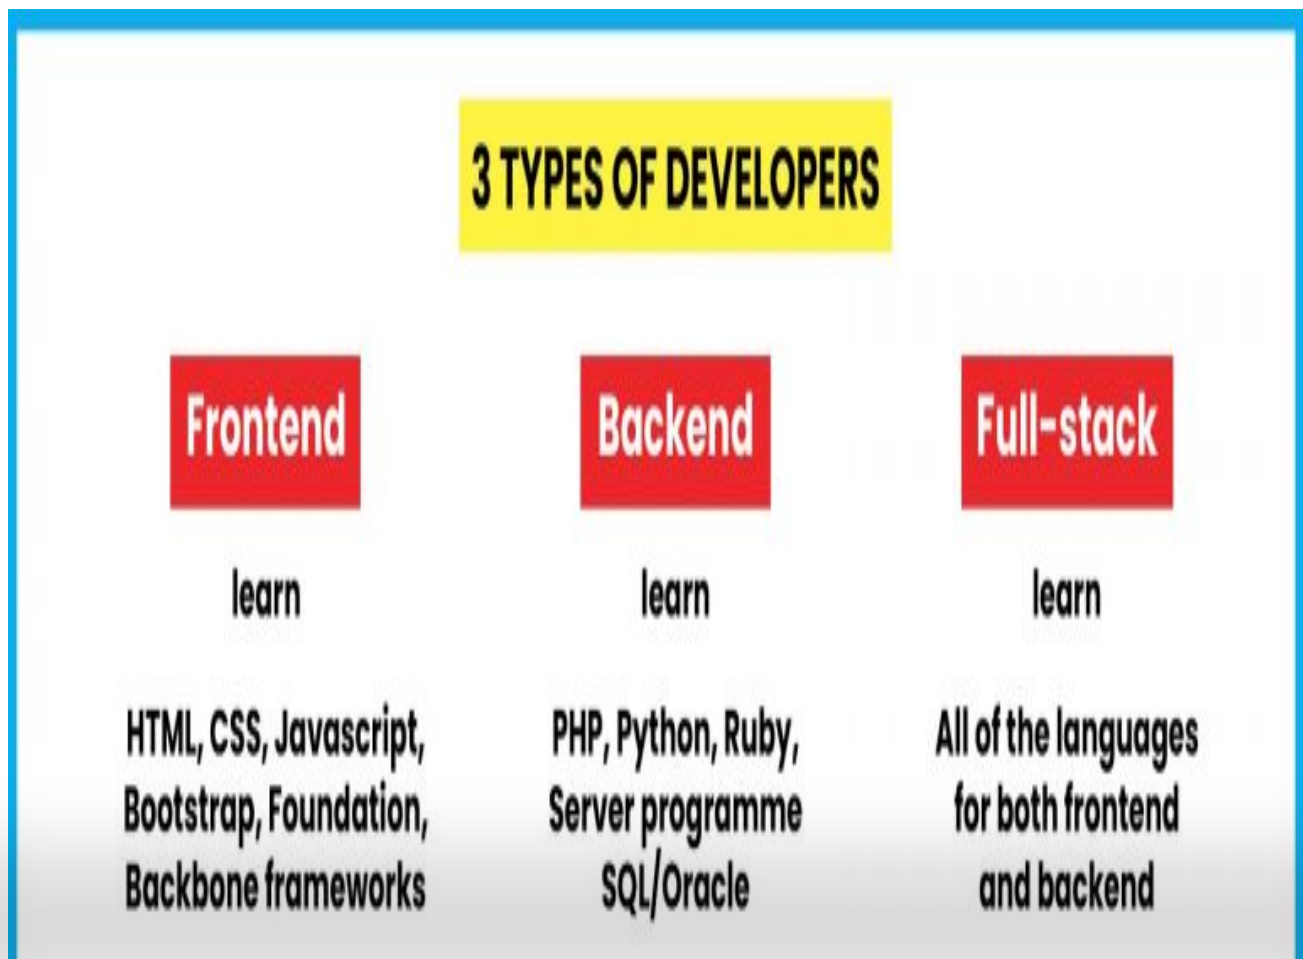 3 TYPES OF DEVELOPERS
Frontend
learn
HTML, CSS, Javascript,
Bootstrap, Foundation,
Backbone frameworks
Backend
learn
PHP, Python, Ruby,
Server programme
SQL/Oracle
Full-stack
learn
All of the languages
for both frontend
and backend